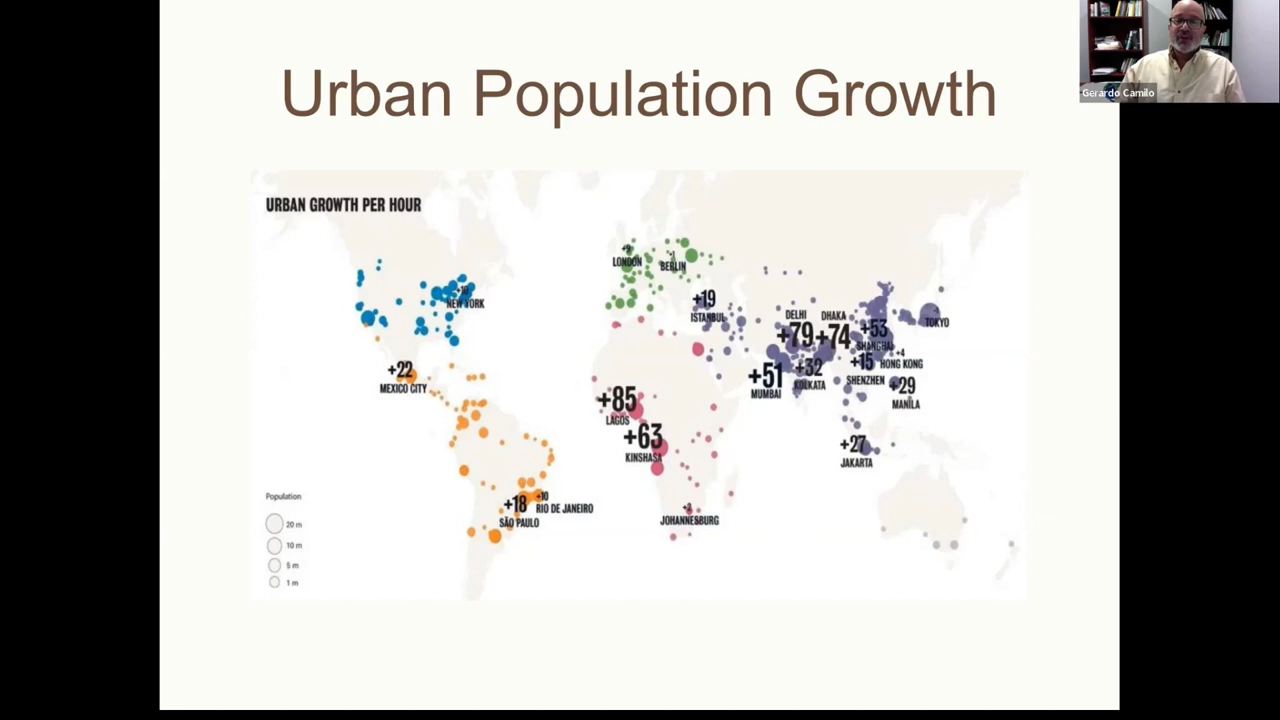 Urban Population Growth
Gerardo Camilo
URBAN GROWTH PER HOUR
+9
LONDON
BERLIN
+10
NEW YORK
+19
ISTANBUL
DELHI
+79
DHAKA
+74
+53
SHANGHAI
TOKYO
+4
HONG KONG
+15
SHENZHEN
+22
MEXICO CITY
+51
MUMBAI
+32
KOLKATA
+29
MANILA
+85
LAGOS
+63
KINSHASA
+27
JAKARTA
+18
SÃO PAULO
+10
RIO DE JANEIRO
JOHANNESBURG
Population
20 m
10 m
5 m
1 m